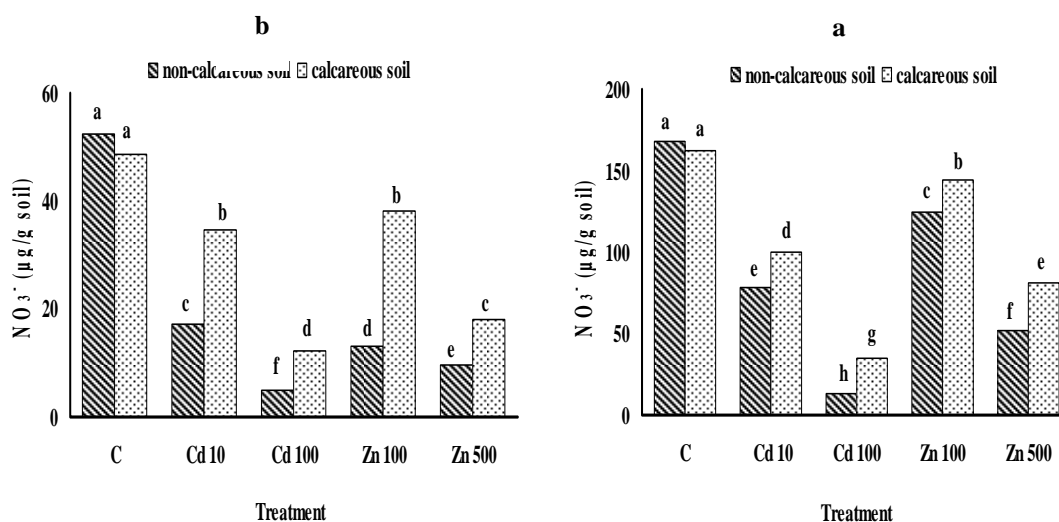 b
non-calcareous soil calcareous soil
60
40
20
0
NO₃⁻ (µg/g soil)
a
a
c
b
f
d
d
b
e
c
C Cd 10 Cd 100 Zn 100 Zn 500
Treatment
a
non-calcareous soil calcareous soil
200
150
100
50
0
NO₃⁻ (µg/g soil)
a
a
e
d
h
g
c
b
f
e
C Cd 10 Cd 100 Zn 100 Zn 500
Treatment